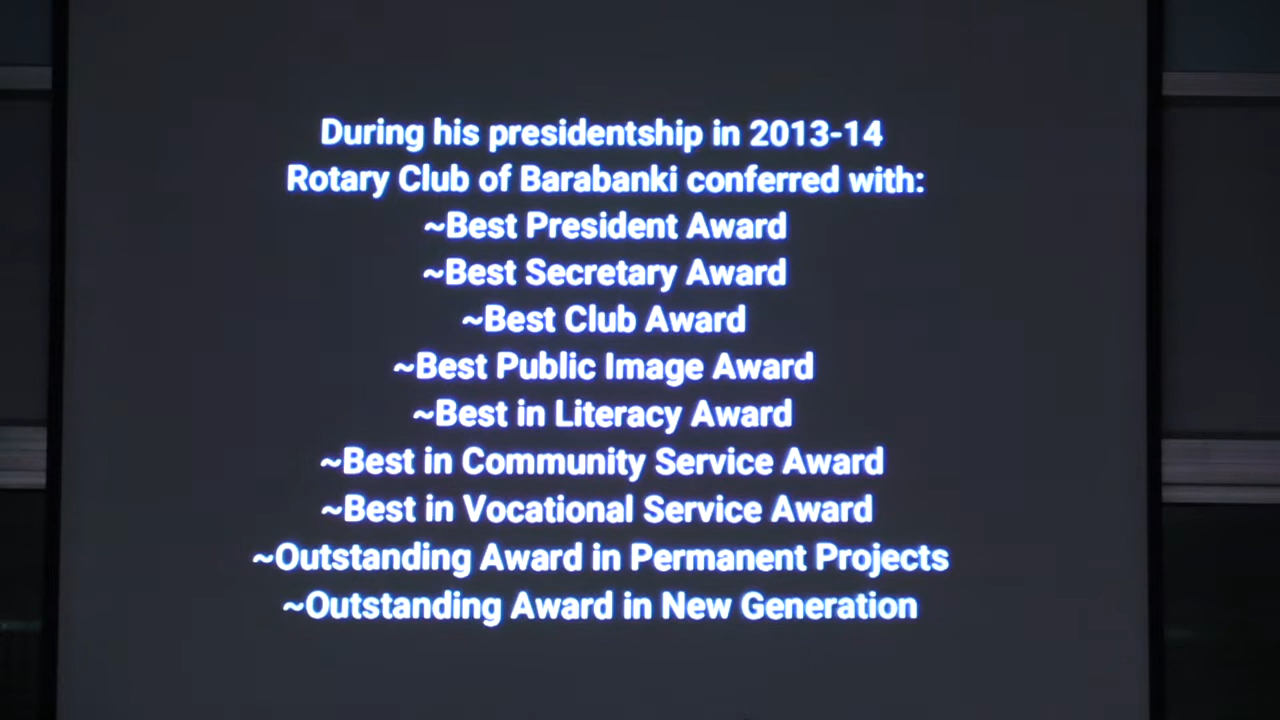 During his presidentship in 2013-14
Rotary Club of Barabanki conferred with:
~Best President Award
~Best Secretary Award
~Best Club Award
~Best Public Image Award
~Best in Literacy Award
~Best in Community Service Award
~Best in Vocational Service Award
~Outstanding Award in Permanent Projects
~Outstanding Award in New Generation